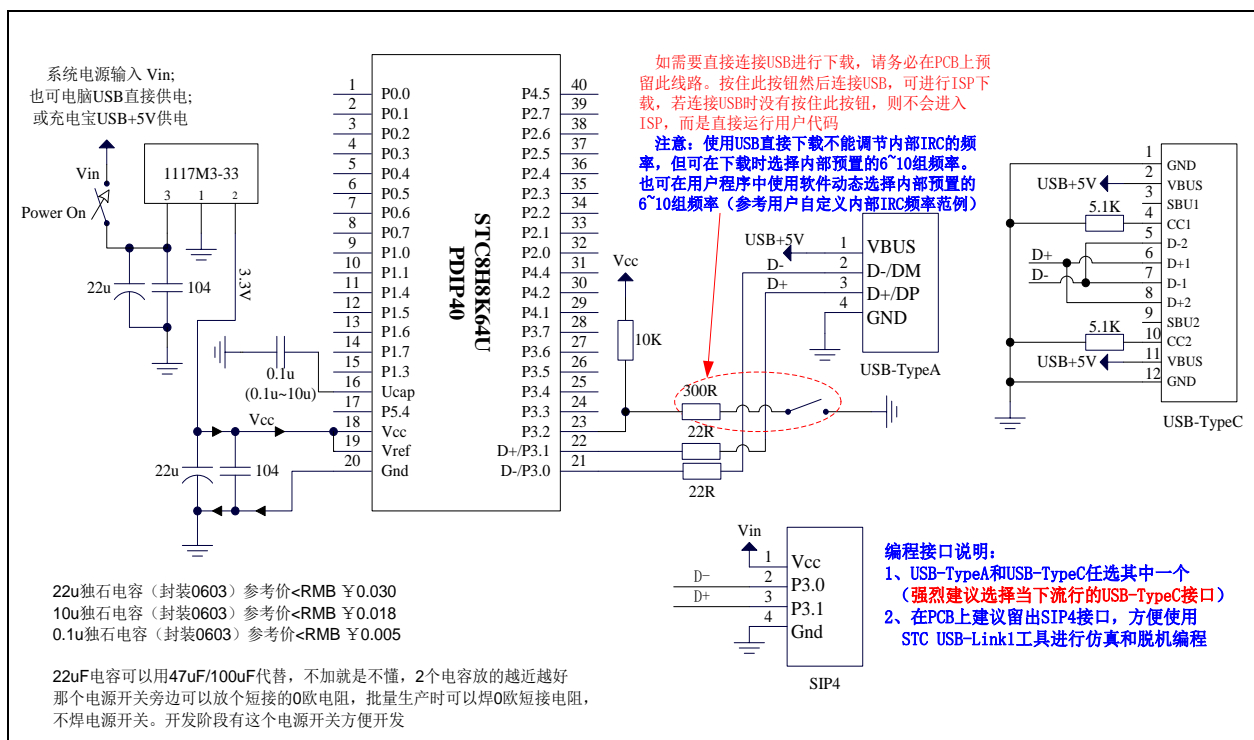 系统电源输入 Vin;
也可电脑USB直接供电;
或充电宝USB+5V供电
Vin
Power On
1117M3-33
3 1 2
22u
104
3.3V
0.1u
(0.1u~10u)
Vcc
22u
104
STC8H8K64U
PDIP40
1 P0.0
2 P0.1
3 P0.2
4 P0.3
5 P0.4
6 P0.5
7 P0.6
8 P0.7
9 P1.0
10 P1.1
11 P1.4
12 P1.5
13 P1.6
14 P1.7
15 P1.3
16 Ucap
17 P5.4
18 Vcc
19 Vref
20 Gnd
P4.5 40
P2.7 39
P2.6 38
P2.5 37
P2.4 36
P2.3 35
P2.2 34
P2.1 33
P2.0 32
P4.4 31
P4.2 30
P4.1 29
P3.7 28
P3.6 27
P3.5 26
P3.4 25
P3.3 24
P3.2 23
D+/P3.1 22
D-/P3.0 21
如需要直接连接USB进行下载，请务必在PCB上预
留此线路。按住此按钮然后连接USB，可进行ISP下
载，若连接USB时没有按住此按钮，则不会进入
ISP，而是直接运行用户代码
注意：使用USB直接下载不能调节内部IRC的频
率，但可在下载时选择内部预置的6~10组频率。
也可在用户程序中使用软件动态选择内部预置的
6~10组频率（参考用户自定义内部IRC频率范例）
Vcc
10K
300R
22R
22R
USB+5V
D-
D+
1 VBUS
2 D-/DM
3 D+/DP
4 GND
USB-TypeA
USB+5V
5.1K
D+
D-
5.1K
USB+5V
1 GND
2 VBUS
3 SBU1
4 CC1
5 D-2
6 D+1
7 D-1
8 D+2
9 SBU2
10 CC2
11 VBUS
12 GND
USB-TypeC
Vin
D-
D+
1 Vcc
2 P3.0
3 P3.1
4 Gnd
SIP4
编程接口说明：
1、USB-TypeA和USB-TypeC任选其中一个
（强烈建议选择当下流行的USB-TypeC接口）
2、在PCB上建议留出SIP4接口，方便使用
STC USB-Link1工具进行仿真和脱机编程
22u独石电容（封装0603）参考价<RMB ￥0.030
10u独石电容（封装0603）参考价<RMB ￥0.018
0.1u独石电容（封装0603）参考价<RMB ￥0.005
22uF电容可以用47uF/100uF代替，不加就是不懂，2个电容放的越近越好
那个电源开关旁边可以放个短接的0欧电阻，批量生产时可以焊0欧短接电阻，
不焊电源开关。开发阶段有这个电源开关方便开发